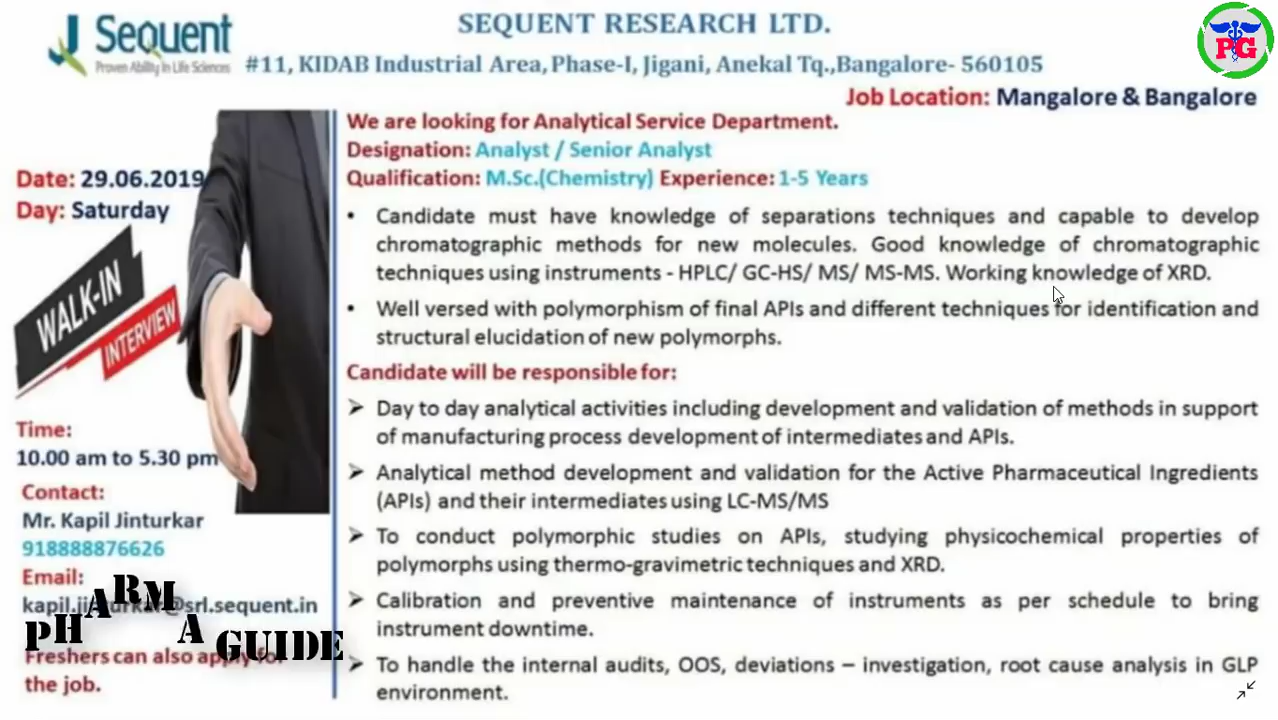 Sequent
Proven Ability In Life Sciences
SEQUENT RESEARCH LTD.
#11, KIDAB Industrial Area, Phase-I, Jigani, Anekal Tq.,Bangalore- 560105
PG
Job Location: Mangalore & Bangalore
Date: 29.06.2019
Day: Saturday
WALK-IN
INTERVIEW
Time:
10.00 am to 5.30 pm
Contact:
Mr. Kapil Jinturkar
918888876626
Email:
kapil.jinturkar@srl.sequent.in
PHARMA GUIDE
Freshers can also apply for
the job.
We are looking for Analytical Service Department.
Designation: Analyst / Senior Analyst
Qualification: M.Sc.(Chemistry) Experience: 1-5 Years
• Candidate must have knowledge of separations techniques and capable to develop
chromatographic methods for new molecules. Good knowledge of chromatographic
techniques using instruments - HPLC/ GC-HS/ MS/ MS-MS. Working knowledge of XRD.
• Well versed with polymorphism of final APIs and different techniques for identification and
structural elucidation of new polymorphs.
Candidate will be responsible for:
➢ Day to day analytical activities including development and validation of methods in support
of manufacturing process development of intermediates and APIs.
➢ Analytical method development and validation for the Active Pharmaceutical Ingredients
(APIs) and their intermediates using LC-MS/MS
➢ To conduct polymorphic studies on APIs, studying physicochemical properties of
polymorphs using thermo-gravimetric techniques and XRD.
➢ Calibration and preventive maintenance of instruments as per schedule to bring
instrument downtime.
➢ To handle the internal audits, OOS, deviations – investigation, root cause analysis in GLP
environment.